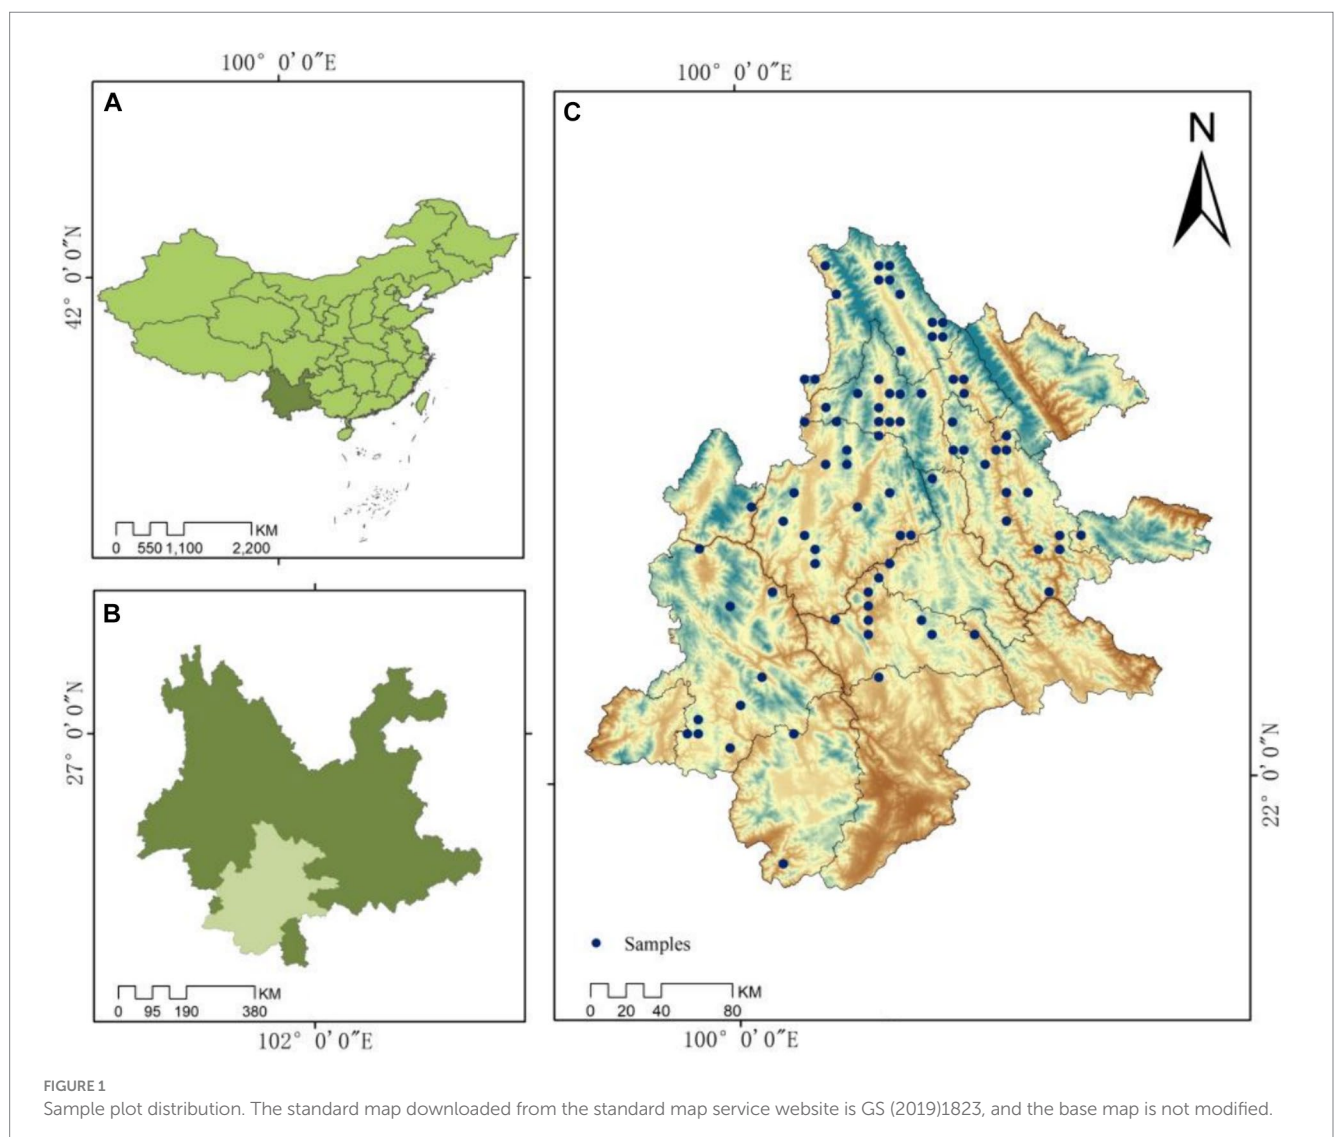 100° 0′0″E
A
42° 0′0″N
0 550 1,100 2,200 KM
B
27° 0′0″N
0 95 190 380 KM
102° 0′0″E
100° 0′0″E
C
N
22° 0′0″N
Samples
0 20 40 80 KM
100° 0′0″E
FIGURE 1
Sample plot distribution. The standard map downloaded from the standard map service website is GS (2019)1823, and the base map is not modified.